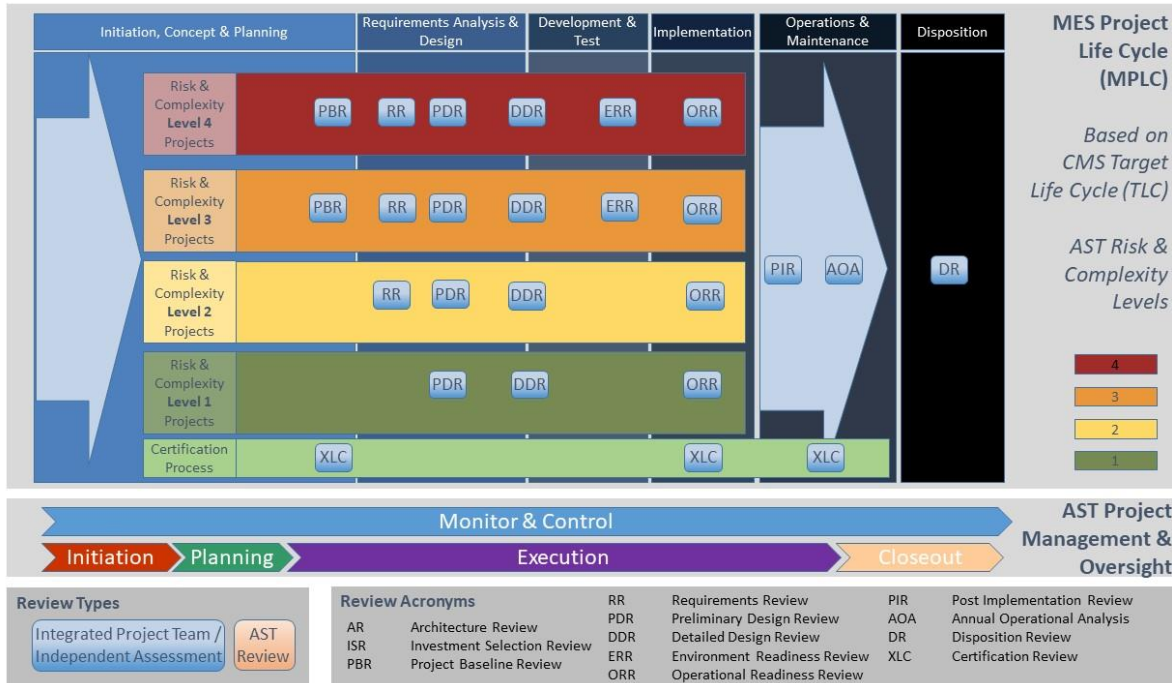 Initiation, Concept & Planning
Requirements Analysis &
Design
Development &
Test
Implementation
Operations &
Maintenance
Disposition
MES Project
Life Cycle
(MPLC)
Based on
CMS Target
Life Cycle (TLC)
AST Risk &
Complexity
Levels
4
3
2
1
Risk &
Complexity
Level 4
Projects
PBR RR PDR DDR ERR ORR
Risk &
Complexity
Level 3
Projects
PBR RR PDR DDR ERR ORR
Risk &
Complexity
Level 2
Projects
RR PDR DDR ORR
Risk &
Complexity
Level 1
Projects
PDR DDR ORR
PIR AOA
DR
Certification
Process
XLC XLC XLC
Monitor & Control
Initiation Planning Execution Closeout
AST Project
Management &
Oversight
Review Types
Integrated Project Team /
Independent Assessment
AST
Review
Review Acronyms
AR Architecture Review
ISR Investment Selection Review
PBR Project Baseline Review
RR Requirements Review
PDR Preliminary Design Review
DDR Detailed Design Review
ERR Environment Readiness Review
ORR Operational Readiness Review
PIR Post Implementation Review
AOA Annual Operational Analysis
DR Disposition Review
XLC Certification Review